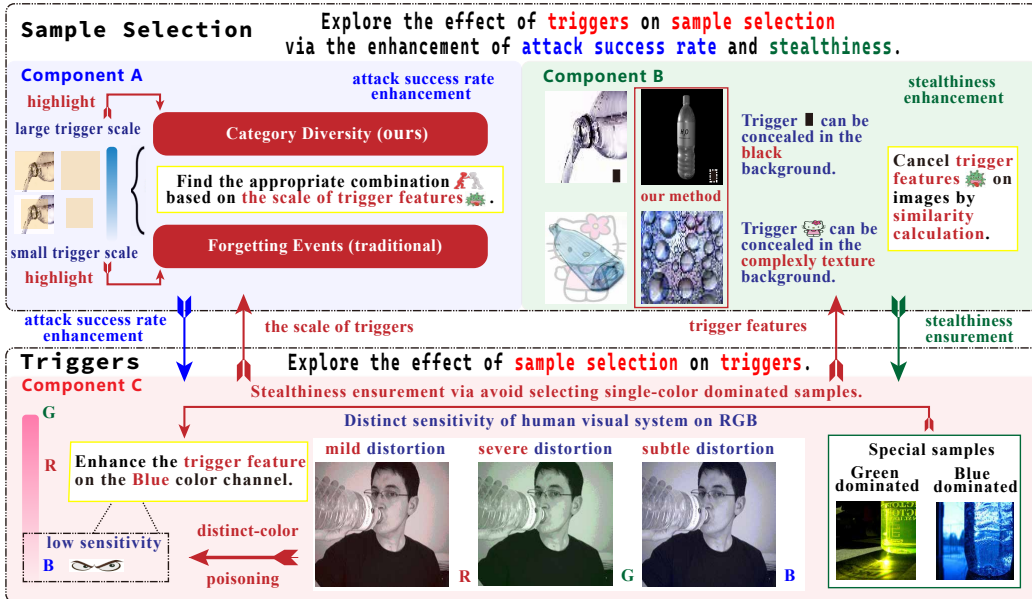 Sample Selection
Explore the effect of triggers on sample selection
via the enhancement of attack success rate and stealthiness.
Component A
attack success rate
enhancement
highlight
large trigger scale
Category Diversity (ours)
Find the appropriate combination
based on the scale of trigger features .
Forgetting Events (traditional)
small trigger scale
highlight
Component B
stealthiness
enhancement
our method
Trigger can be
concealed in the
black
background.
Trigger can be
concealed in the
complexly texture
background.
Cancel trigger
features on
images by
similarity
calculation.
attack success rate
enhancement
the scale of triggers
trigger features
stealthiness
ensurement
Triggers
Explore the effect of sample selection on triggers.
Component C
Stealthiness ensurement via avoid selecting single-color dominated samples.
Distinct sensitivity of human visual system on RGB
G
R
B
Enhance the trigger feature
on the Blue color channel.
low sensitivity
distinct-color
poisoning
mild distortion
severe distortion
subtle distortion
R
G
B
Special samples
Green
dominated
Blue
dominated